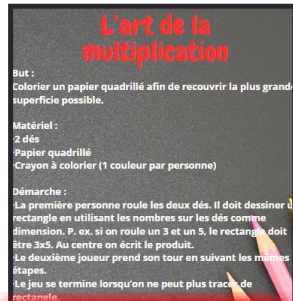 L'art de la
multiplication
But :
Colorier un papier quadrillé afin de recouvrir la plus grand
superficie possible.
Matériel :
·2 dés
·Papier quadrillé
·Crayon à colorier (1 couleur par personne)
Démarche :
·La première personne roule les deux dés. Il doit dessiner u
rectangle en utilisant les nombres sur les dés comme
dimension. P. ex. si on roule un 3 et un 5, le rectangle doit
être 3x5. Au centre on écrit le produit.
·Le deuxième joueur prend son tour en suivant les mêmes
étapes.
·Le jeu se termine lorsqu'on ne peut plus tracer de
rectangle.